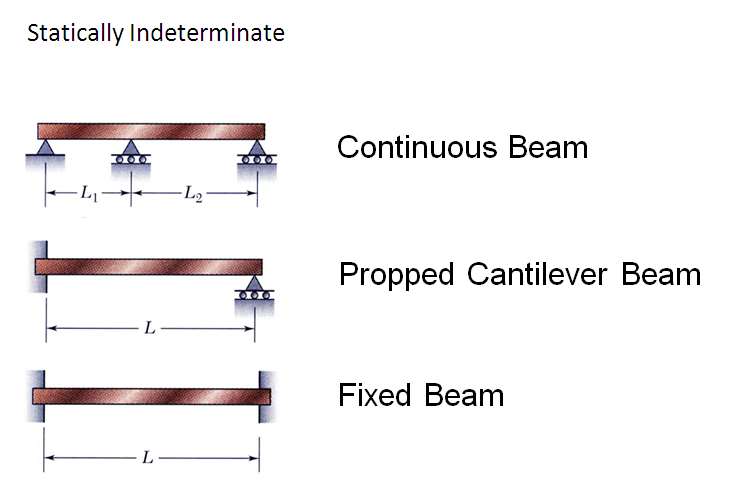 Statically Indeterminate
Continuous Beam
L1 L2
Propped Cantilever Beam
L
Fixed Beam
L